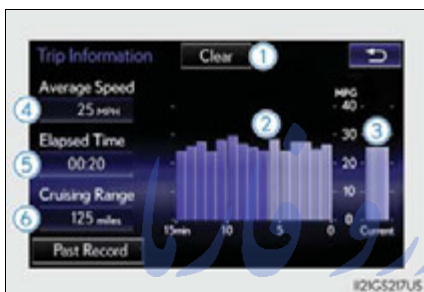 Trip Information
Clear
1
Average Speed
4
25 MPH
Elapsed Time
5
00:20
Cruising Range
6
125 miles
Past Record
2
MPG
40
3
30
20
10
0
15min
10
5
0
Current
II21GS217US